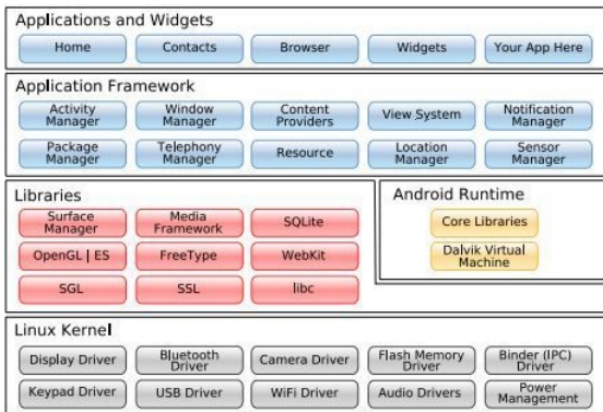 Applications and Widgets
Home Contacts Browser Widgets Your App Here
Application Framework
Activity Manager Window Manager Content Providers View System Notification Manager
Package Manager Telephony Manager Resource Location Manager Sensor Manager
Libraries
Surface Manager Media Framework SQLite
OpenGL | ES FreeType WebKit
SGL SSL libc
Android Runtime
Core Libraries
Dalvik Virtual Machine
Linux Kernel
Display Driver Bluetooth Driver Camera Driver Flash Memory Driver Binder (IPC) Driver
Keypad Driver USB Driver WiFi Driver Audio Drivers Power Management